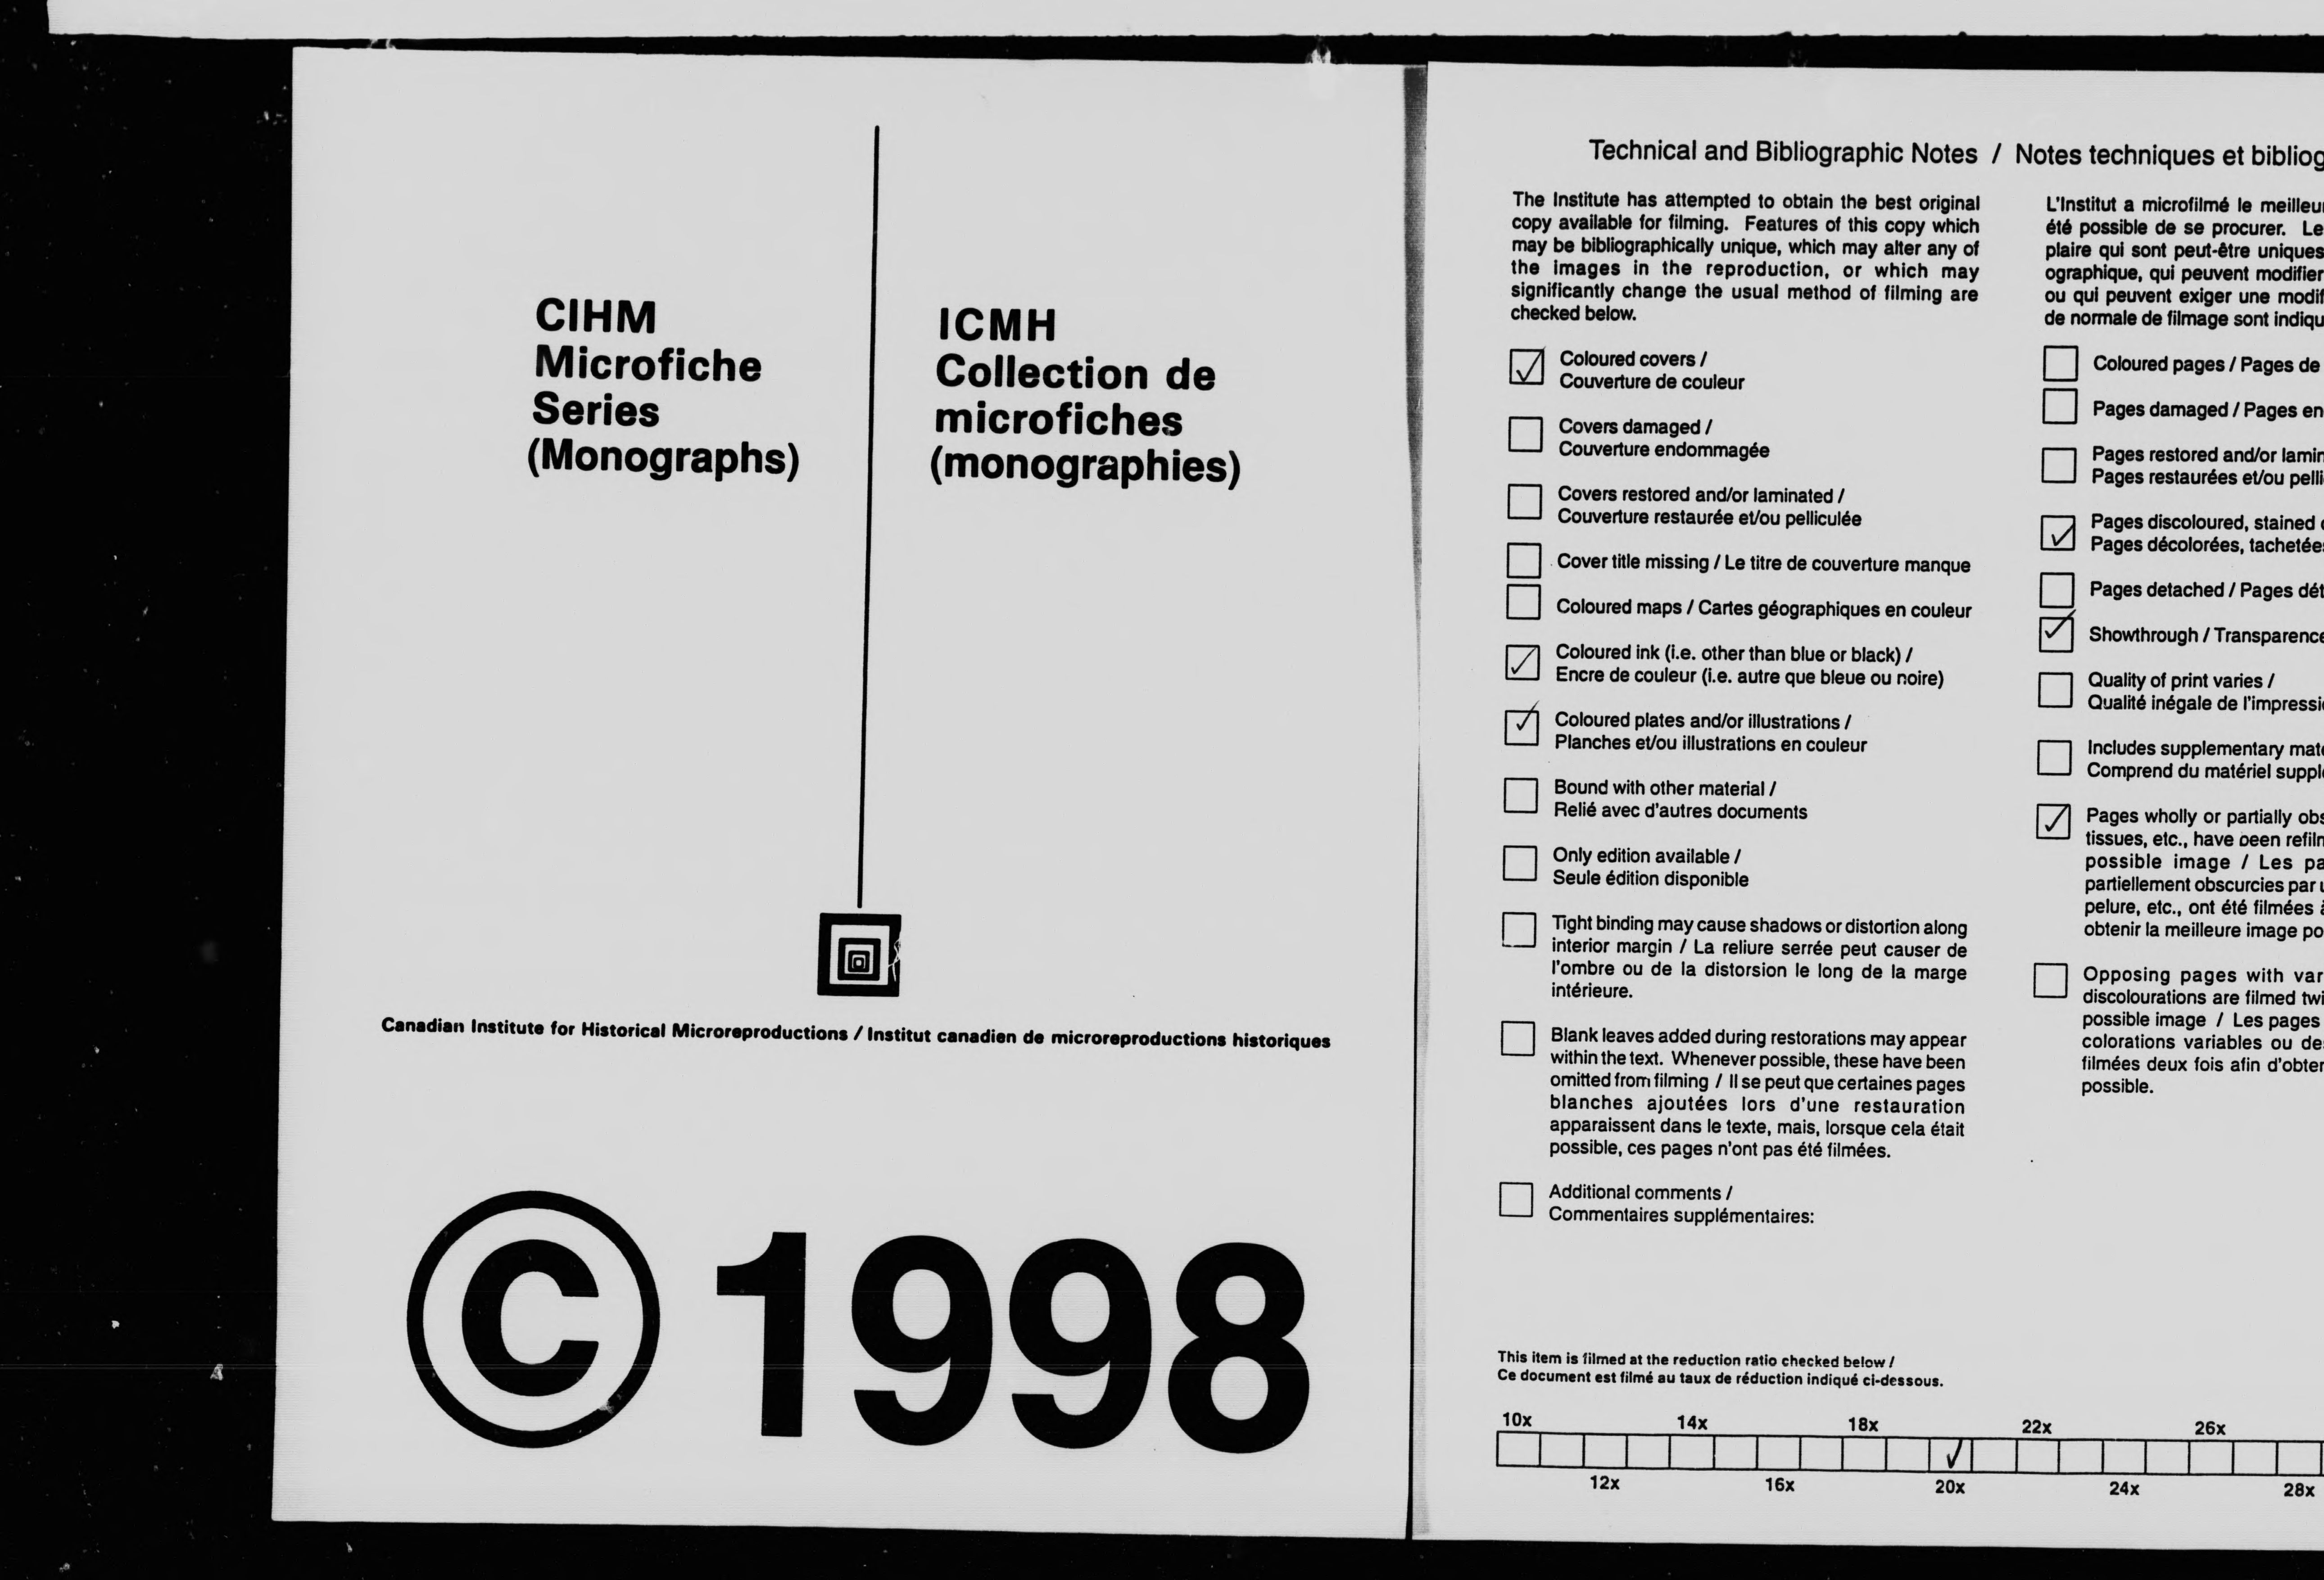 CIHM
Microfiche
Series
(Monographs)
ICMH
Collection de
microfiches
(monographies)
Canadian Institute for Historical Microreproductions / Institut canadien de microreproductions historiques
© 1998
Technical and Bibliographic Notes / Notes techniques et bibliog
The Institute has attempted to obtain the best original
copy available for filming. Features of this copy which
may be bibliographically unique, which may alter any of
the images in the reproduction, or which may
significantly change the usual method of filming are
checked below.
Coloured covers /
Couverture de couleur
Covers damaged /
Couverture endommagée
Covers restored and/or laminated /
Couverture restaurée et/ou pelliculée
Cover title missing / Le titre de couverture manque
Coloured maps / Cartes géographiques en couleur
Coloured ink (i.e. other than blue or black) /
Encre de couleur (i.e. autre que bleue ou noire)
Coloured plates and/or illustrations /
Planches et/ou illustrations en couleur
Bound with other material /
Relié avec d'autres documents
Only edition available /
Seule édition disponible
Tight binding may cause shadows or distortion along
interior margin / La reliure serrée peut causer de
l'ombre ou de la distorsion le long de la marge
intérieure.
Blank leaves added during restorations may appear
within the text. Whenever possible, these have been
omitted from filming / Il se peut que certaines pages
blanches ajoutées lors d'une restauration
apparaissent dans le texte, mais, lorsque cela était
possible, ces pages n'ont pas été filmées.
Additional comments /
Commentaires supplémentaires:
L'Institut a microfilmé le meilleu
été possible de se procurer. Le
plaire qui sont peut-être uniques
ographique, qui peuvent modifier
ou qui peuvent exiger une modif
de normale de filmage sont indiqu
Coloured pages / Pages de
Pages damaged / Pages en
Pages restored and/or lamin
Pages restaurées et/ou pelli
Pages discoloured, stained
Pages décolorées, tachetées
Pages detached / Pages dét
Showthrough / Transparence
Quality of print varies /
Qualité inégale de l'impressi
Includes supplementary mat
Comprend du matériel suppl
Pages wholly or partially obs
tissues, etc., have been refilm
possible image / Les pa
partiellement obscurcies par
pelure, etc., ont été filmées à
obtenir la meilleure image po
Opposing pages with var
discolourations are filmed twi
possible image / Les pages
colorations variables ou de
filmées deux fois afin d'obte
possible.
This item is filmed at the reduction ratio checked below /
Ce document est filmé au taux de réduction indiqué ci-dessous.
10x 14x 18x 22x 26x
12x 16x 20x 24x 28x